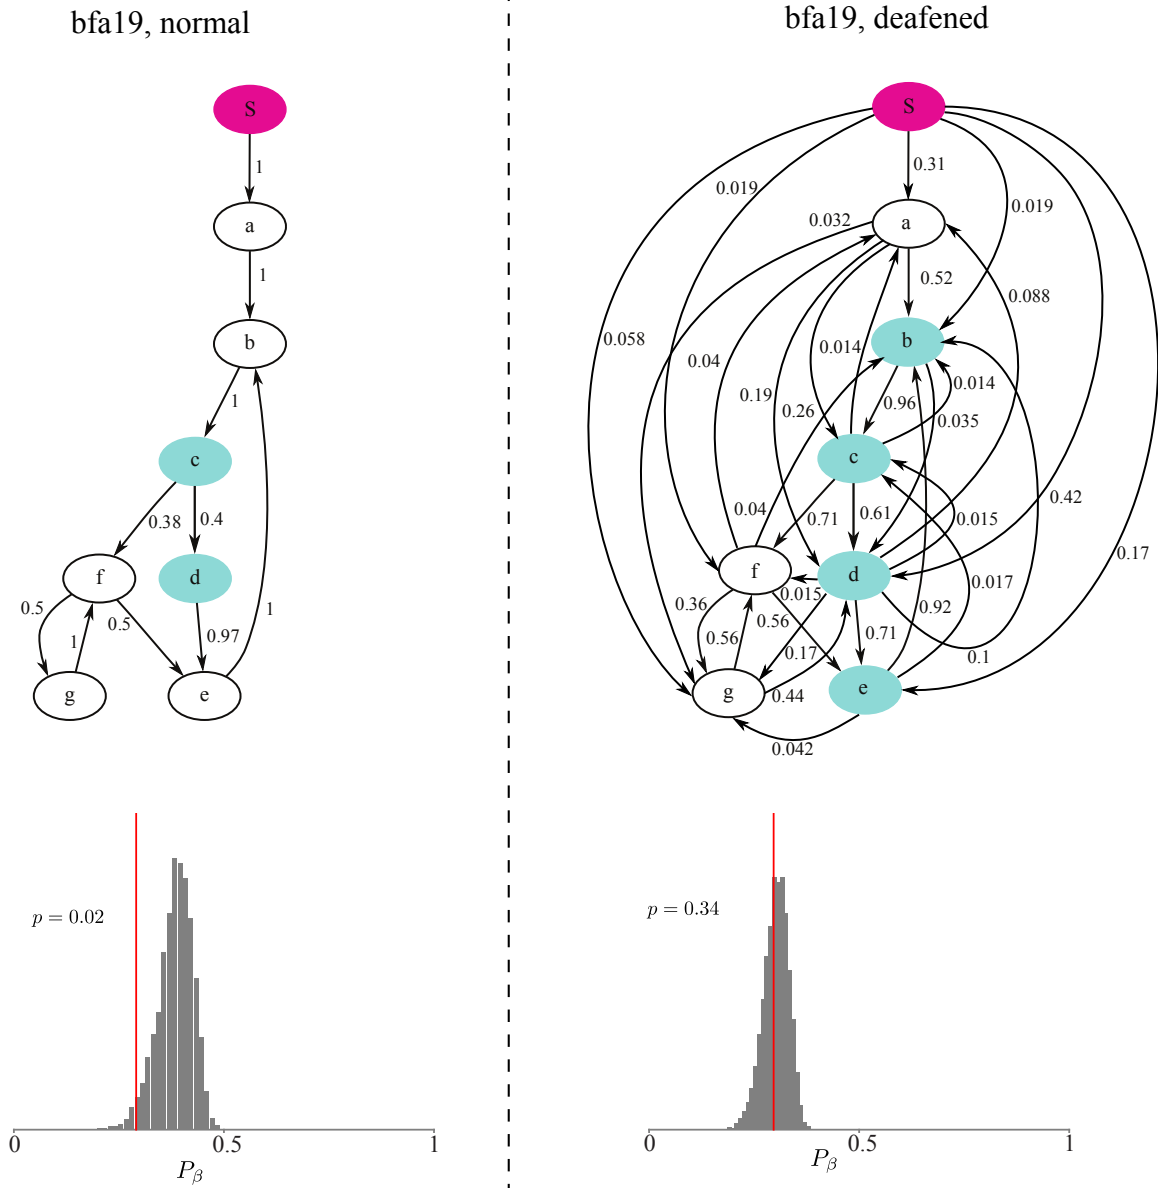 bfa19, normal
S
1
a
1
b
1
c
0.38
0.4
f
d
0.5
0.5
1
0.97
1
g
e
p = 0.02
0
0.5
1
Pβ
bfa19, deafened
S
0.31
0.019
0.019
0.032
a
0.52
0.088
0.058
0.04
0.014
b
0.014
0.19
0.26
0.96
0.035
c
0.42
0.04
0.71
0.61
0.015
0.17
f
d
0.015
0.017
0.36
0.56
0.56
0.92
0.71
0.17
0.1
g
0.44
e
0.042
p = 0.34
0
0.5
1
Pβ